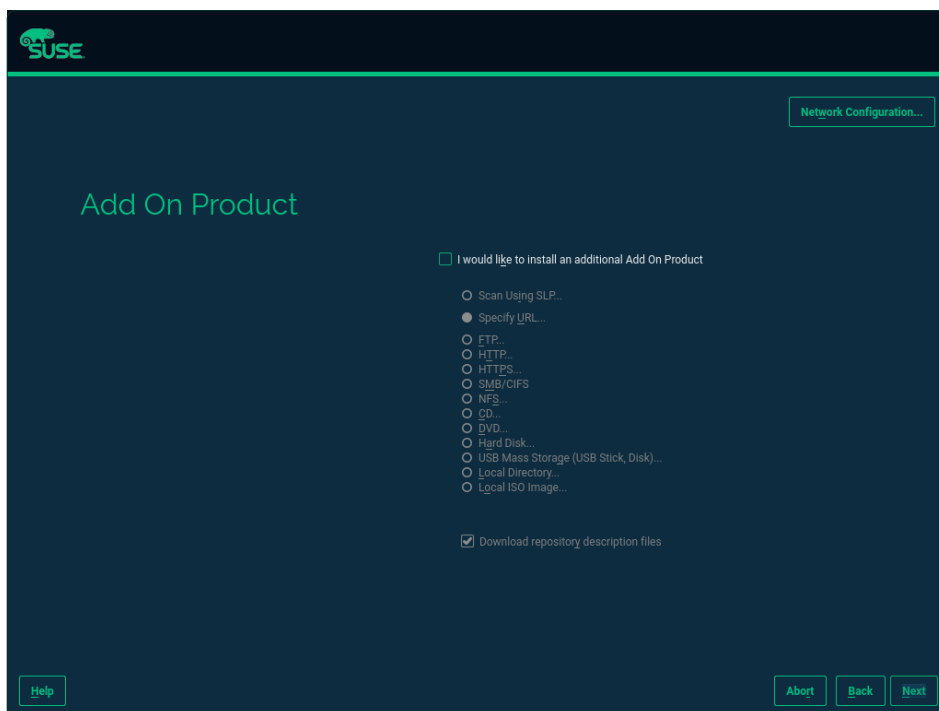 SUSE
Network Configuration...
Add On Product
I would like to install an additional Add On Product
Scan Using SLP...
Specify URL...
FTP...
HTTP...
HTTPS...
SMB/CIFS
NFS...
CD...
DVD...
Hard Disk...
USB Mass Storage (USB Stick, Disk)...
Local Directory...
Local ISO Image...
Download repository description files
Help
Abort
Back
Next